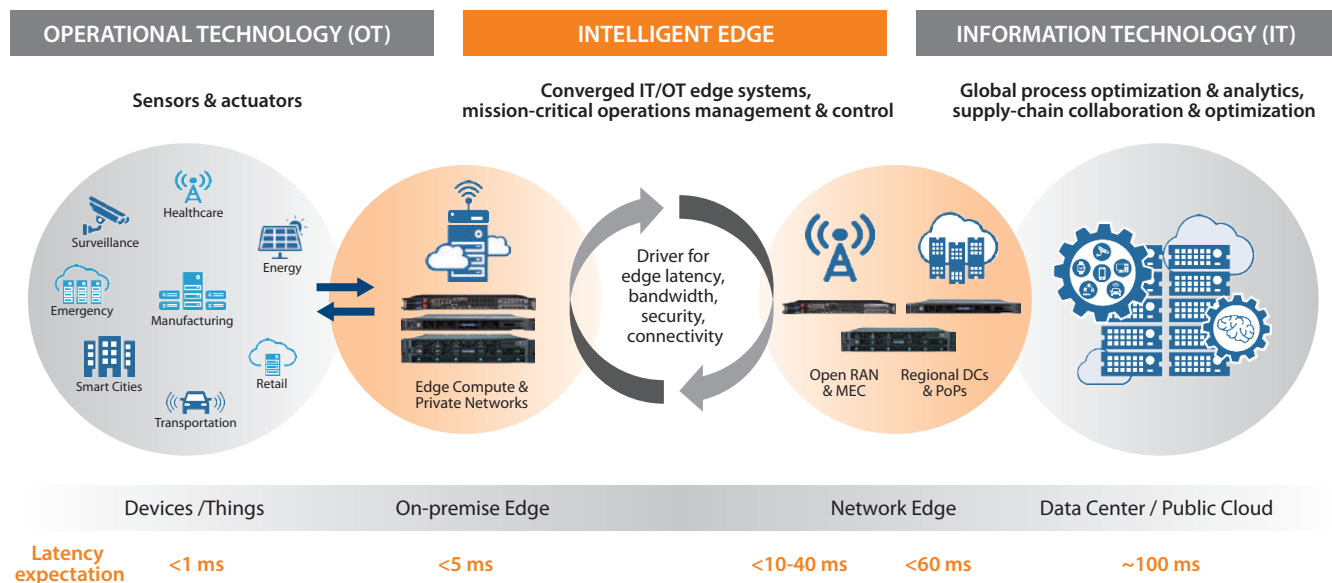 OPERATIONAL TECHNOLOGY (OT)
INTELLIGENT EDGE
INFORMATION TECHNOLOGY (IT)
Sensors & actuators
Converged IT/OT edge systems,
mission-critical operations management & control
Global process optimization & analytics,
supply-chain collaboration & optimization
Healthcare
Surveillance
Energy
Emergency
Manufacturing
Smart Cities
Retail
Transportation
Edge Compute &
Private Networks
Driver for
edge latency,
bandwidth,
security,
connectivity
Open RAN
& MEC
Regional DCs
& PoPs
Devices /Things
On-premise Edge
Network Edge
Data Center / Public Cloud
Latency
expectation
<1 ms
<5 ms
<10-40 ms
<60 ms
~100 ms